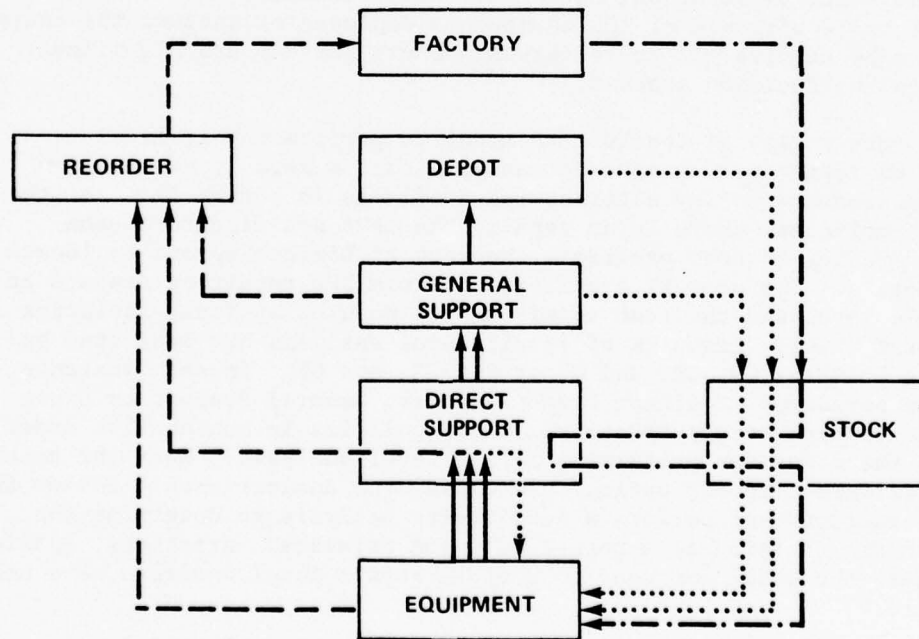 FACTORY
REORDER
DEPOT
GENERAL
SUPPORT
DIRECT
SUPPORT
STOCK
EQUIPMENT